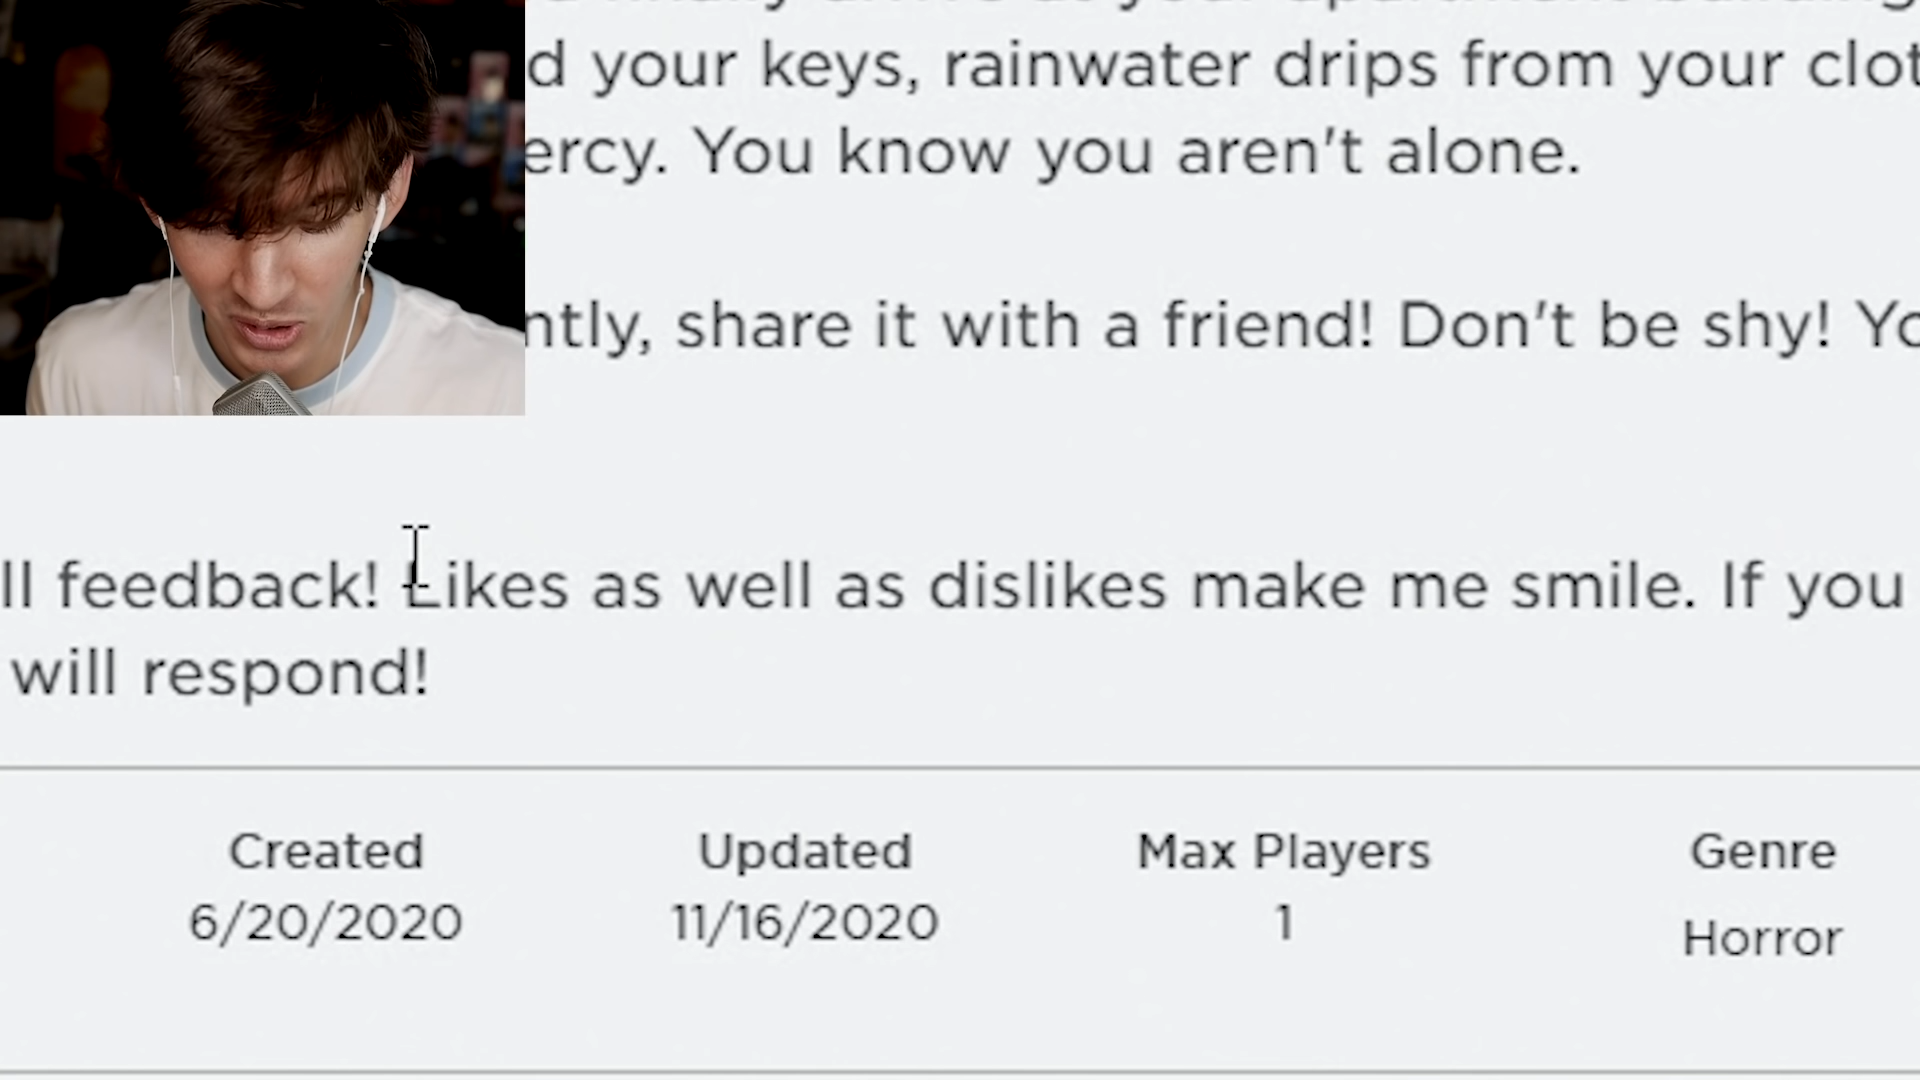 d your keys, rainwater drips from your clot
ercy. You know you aren't alone.
ntly, share it with a friend! Don't be shy! Yo
ll feedback! Likes as well as dislikes make me smile. If you
will respond!
Created Updated Max Players Genre
6/20/2020 11/16/2020 1 Horror